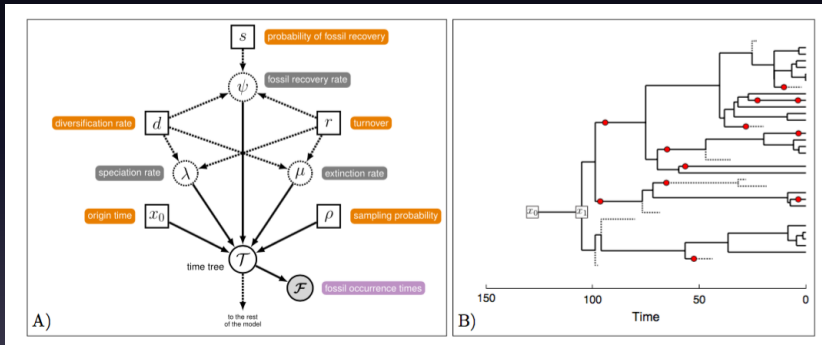 s
probability of fossil recovery
ψ
fossil recovery rate
diversification rate
d
r
turnover
speciation rate
λ
μ
extinction rate
origin time
x0
ρ
sampling probability
time tree
T
F
fossil occurrence times
to the rest
of the model
A)
x0
x1
150
100
50
0
Time
B)